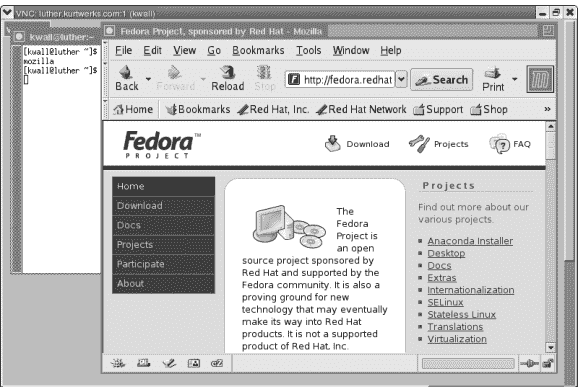 VNC: luther.kurtwerks.com:1 (kwall)
kwall@luther:~
Fedora Project, sponsored by Red Hat - Mozilla
[kwall@luther ~]$
mozilla
[kwall@luther ~]$
File Edit View Go Bookmarks Tools Window Help
Back Forward Reload Stop http://fedora.redhat Search Print
Home Bookmarks Red Hat, Inc. Red Hat Network Support Shop »
Fedora™
PROJECT
Download Projects FAQ
Home
Download
Docs
Projects
Participate
About
The
Fedora
Project is
an open
source project sponsored by
Red Hat and supported by the
Fedora community. It is also a
proving ground for new
technology that may eventually
make its way into Red Hat
products. It is not a supported
product of Red Hat, Inc.
Projects
Find out more about our
various projects.
Anaconda Installer
Desktop
Docs
Extras
Internationalization
SELinux
Stateless Linux
Translations
Virtualization